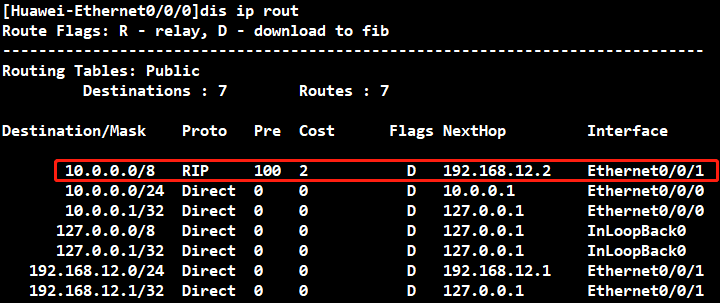 [Huawei-Ethernet0/0/0]dis ip rout
Route Flags: R - relay, D - download to fib
------------------------------------------------------------------------------
Routing Tables: Public
         Destinations : 7        Routes : 7

Destination/Mask    Proto   Pre  Cost      Flags NextHop         Interface

       10.0.0.0/8   RIP     100  2           D   192.168.12.2    Ethernet0/0/1
       10.0.0.0/24  Direct  0    0           D   10.0.0.1        Ethernet0/0/0
       10.0.0.1/32  Direct  0    0           D   127.0.0.1       Ethernet0/0/0
      127.0.0.0/8   Direct  0    0           D   127.0.0.1       InLoopBack0
      127.0.0.1/32  Direct  0    0           D   127.0.0.1       InLoopBack0
   192.168.12.0/24  Direct  0    0           D   192.168.12.1    Ethernet0/0/1
   192.168.12.1/32  Direct  0    0           D   127.0.0.1       Ethernet0/0/1